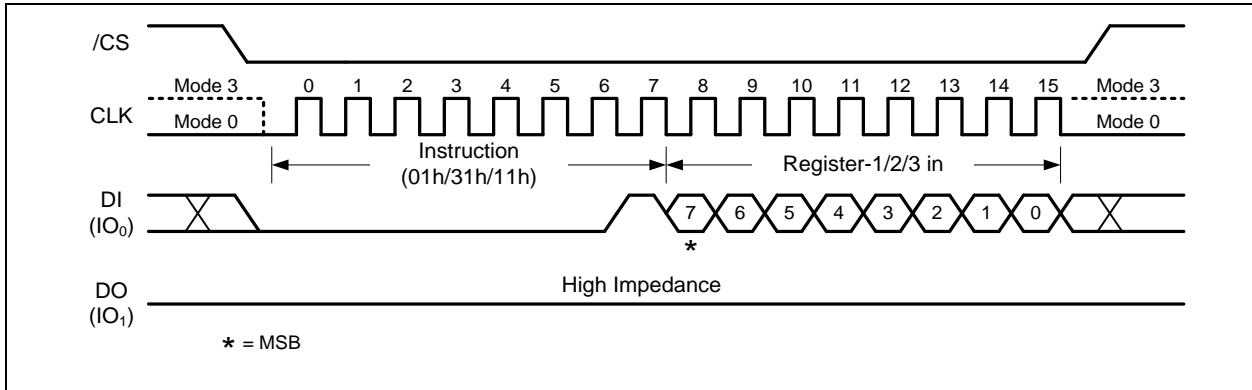 /CS
Mode 3 0 1 2 3 4 5 6 7 8 9 10 11 12 13 14 15 Mode 3
CLK
Mode 0 Mode 0
Instruction
(01h/31h/11h)
Register-1/2/3 in
DI
(IO₀)
7 6 5 4 3 2 1 0
*
High Impedance
DO
(IO₁)
* = MSB